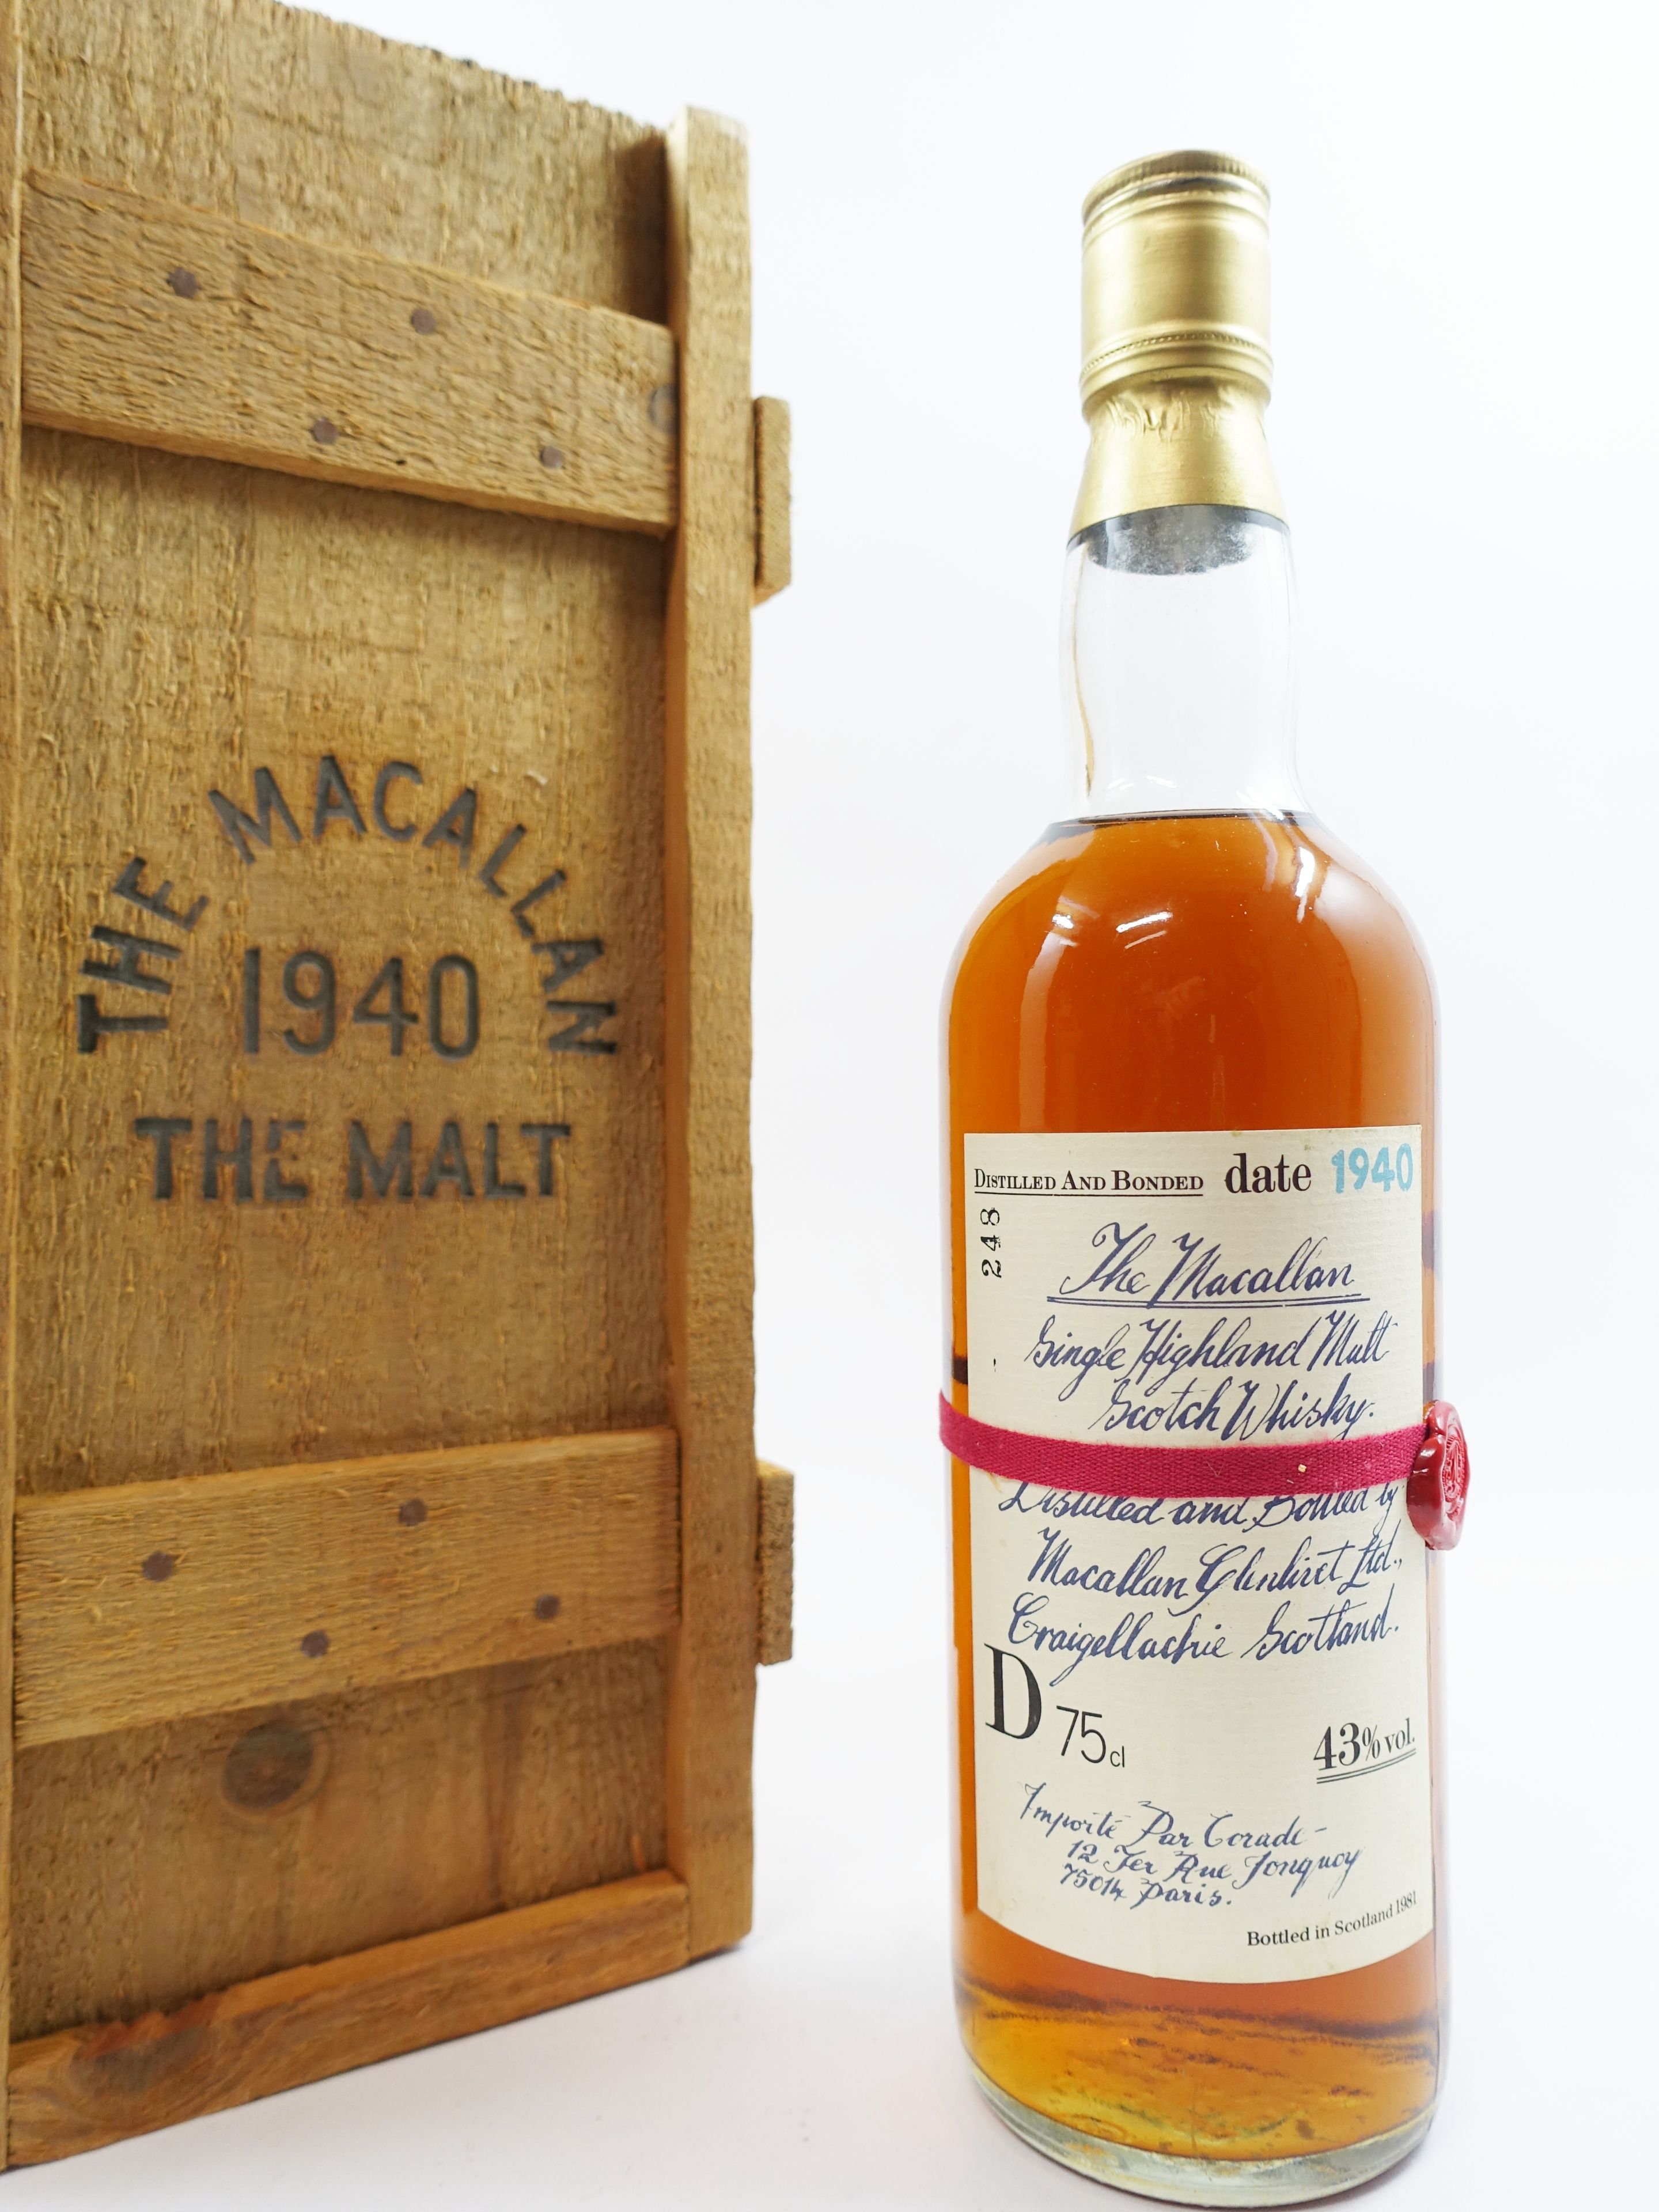 THE MACALLAN
1940
THE MALT
DISTILLED AND BONDED date 1940
248
The Macallan
Single Highland Malt
Scotch Whisky.
Distilled and Bottled by
Macallan Glenlivet Ltd.,
Craigellachie Scotland.
D 75cl
43% vol.
Importé Par Corade-
12 Ter Rue Jonquoy
75014 Paris.
Bottled in Scotland 1981